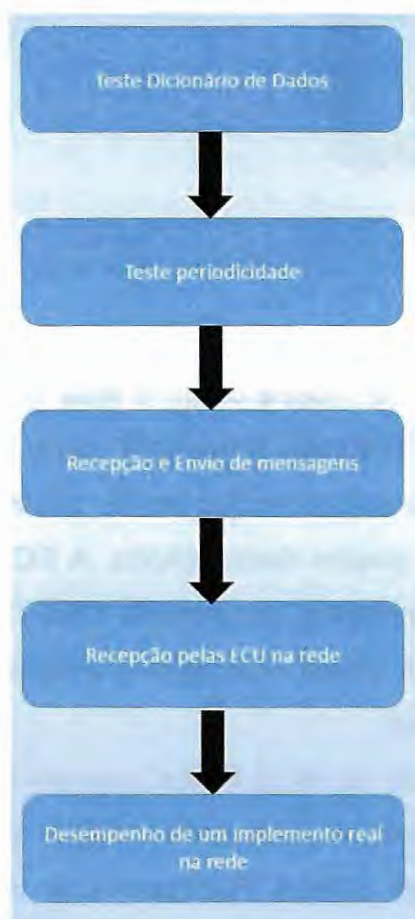 Teste Dicionário de Dados
Teste periodicidade
Recepção e Envio de mensagens
Recepção pelas ECU na rede
Desempenho de um implemento real
na rede